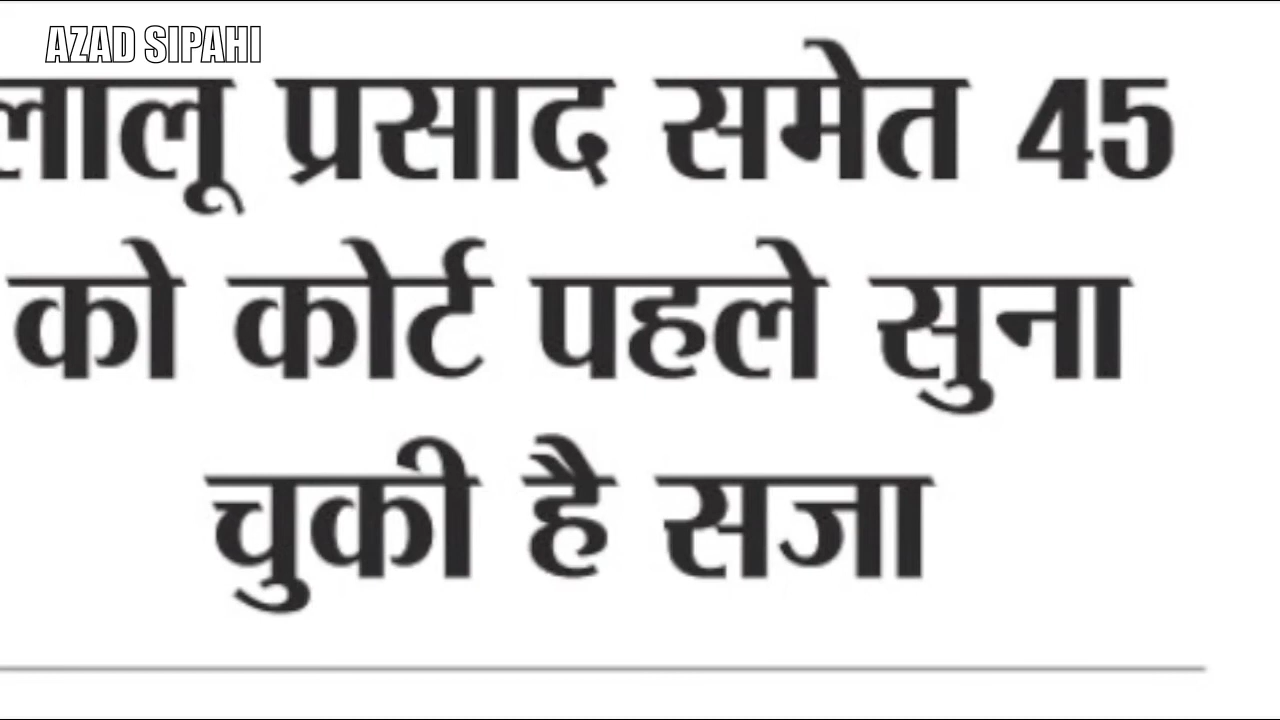 AZAD SIPAHI
लालू प्रसाद समेत 45
को कोर्ट पहले सुना
चुकी है सजा